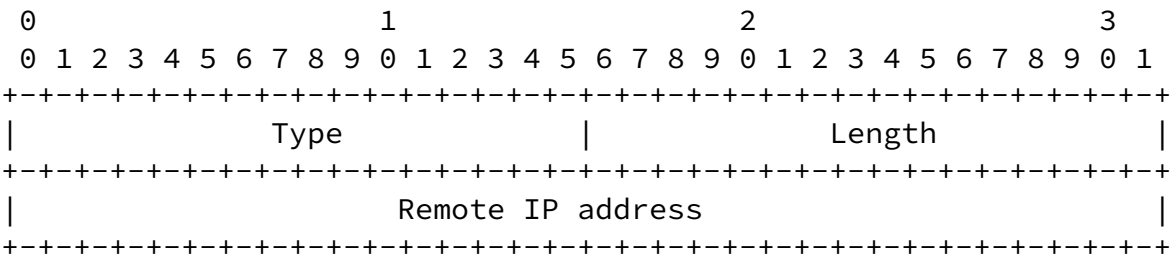 0                   1                   2                   3
 0 1 2 3 4 5 6 7 8 9 0 1 2 3 4 5 6 7 8 9 0 1 2 3 4 5 6 7 8 9 0 1
+-+-+-+-+-+-+-+-+-+-+-+-+-+-+-+-+-+-+-+-+-+-+-+-+-+-+-+-+-+-+-+-+
|              Type             |             Length            |
+-+-+-+-+-+-+-+-+-+-+-+-+-+-+-+-+-+-+-+-+-+-+-+-+-+-+-+-+-+-+-+-+
|                     Remote IP address                         |
+-+-+-+-+-+-+-+-+-+-+-+-+-+-+-+-+-+-+-+-+-+-+-+-+-+-+-+-+-+-+-+-+